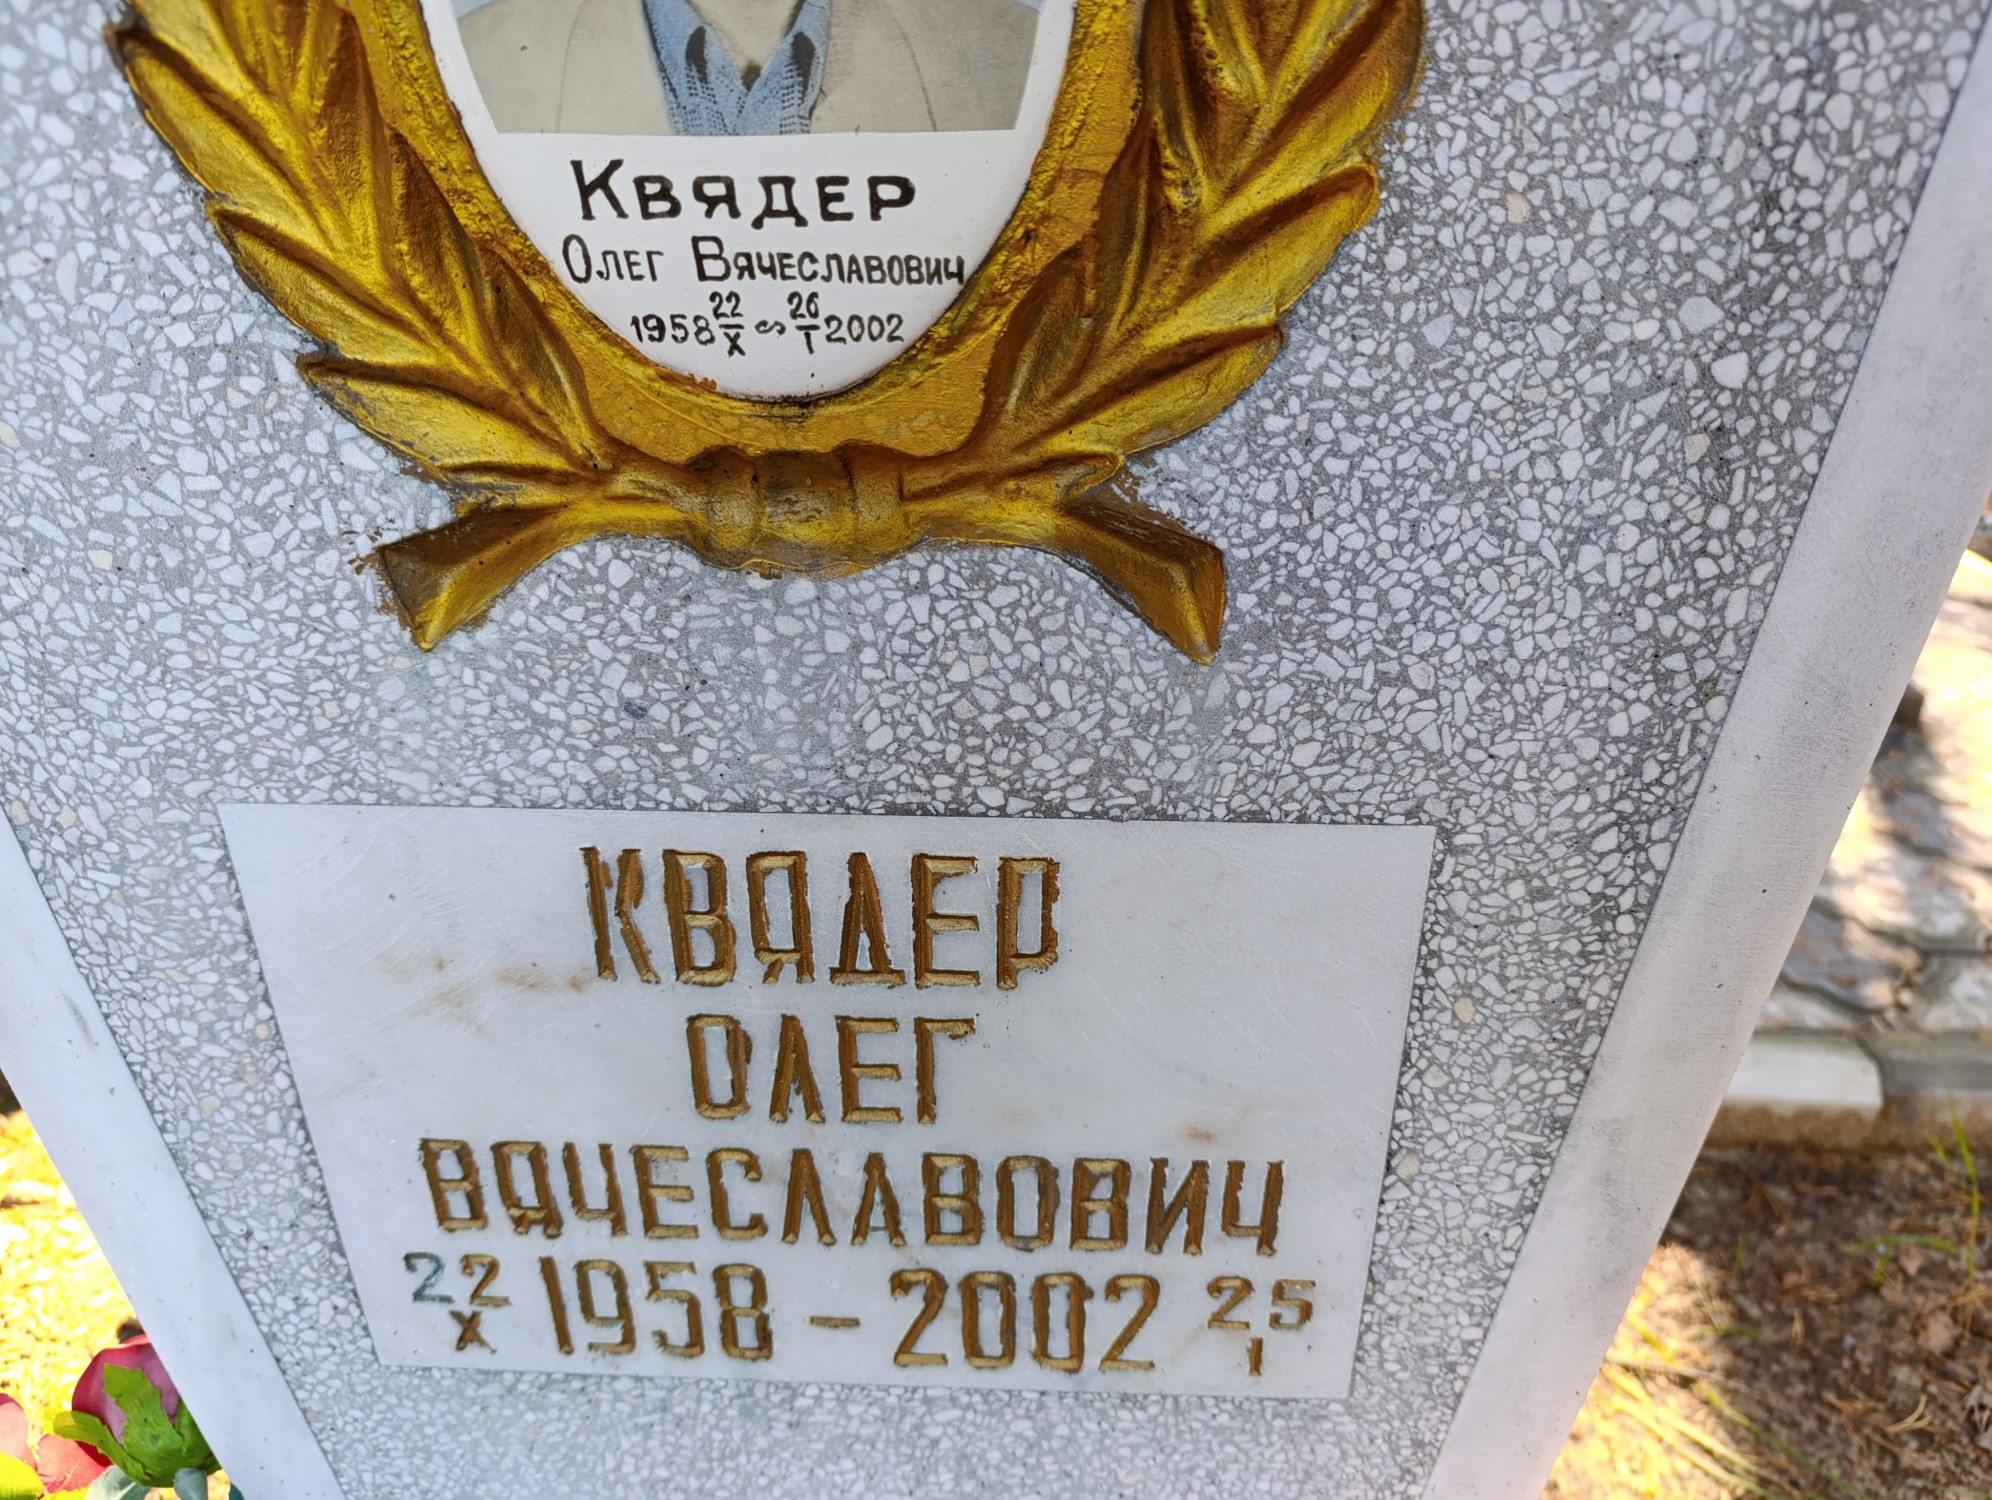 КВЯДЕР
ОЛЕГ ВЯЧЕСЛАВОВИЧ
1958 22/X ∾ 26/I 2002
КВЯДЕР
ОЛЕГ
ВЯЧЕСЛАВОВИЧ
22/X 1958 – 2002 25/I